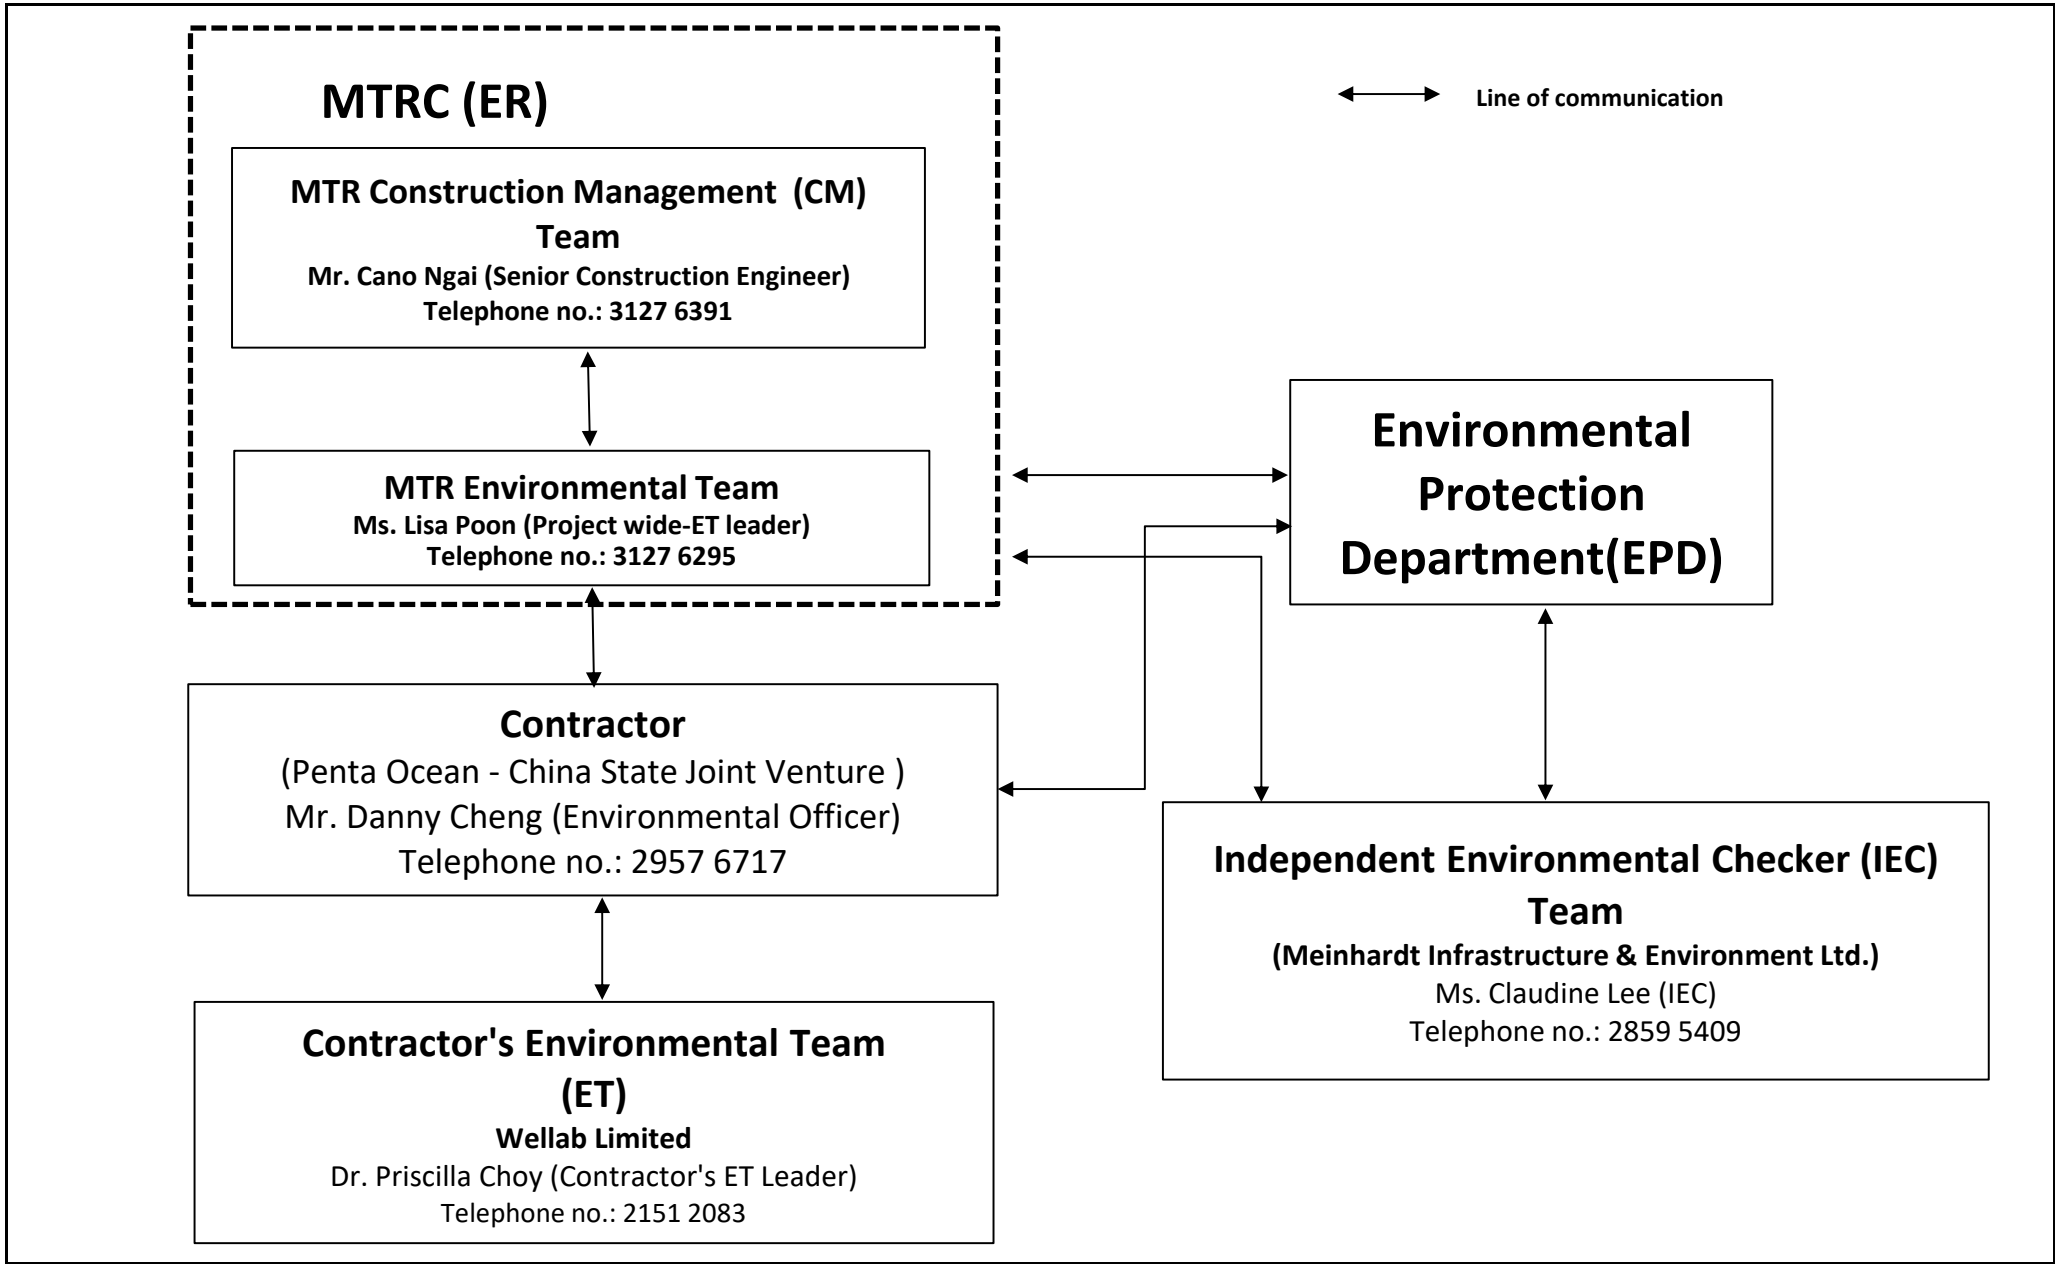 MTRC (ER)
Line of communication
MTR Construction Management (CM)
Team
Mr. Cano Ngai (Senior Construction Engineer)
Telephone no.: 3127 6391
MTR Environmental Team
Ms. Lisa Poon (Project wide-ET leader)
Telephone no.: 3127 6295
Environmental
Protection
Department(EPD)
Contractor
(Penta Ocean - China State Joint Venture )
Mr. Danny Cheng (Environmental Officer)
Telephone no.: 2957 6717
Independent Environmental Checker (IEC)
Team
(Meinhardt Infrastructure & Environment Ltd.)
Ms. Claudine Lee (IEC)
Telephone no.: 2859 5409
Contractor's Environmental Team
(ET)
Wellab Limited
Dr. Priscilla Choy (Contractor's ET Leader)
Telephone no.: 2151 2083